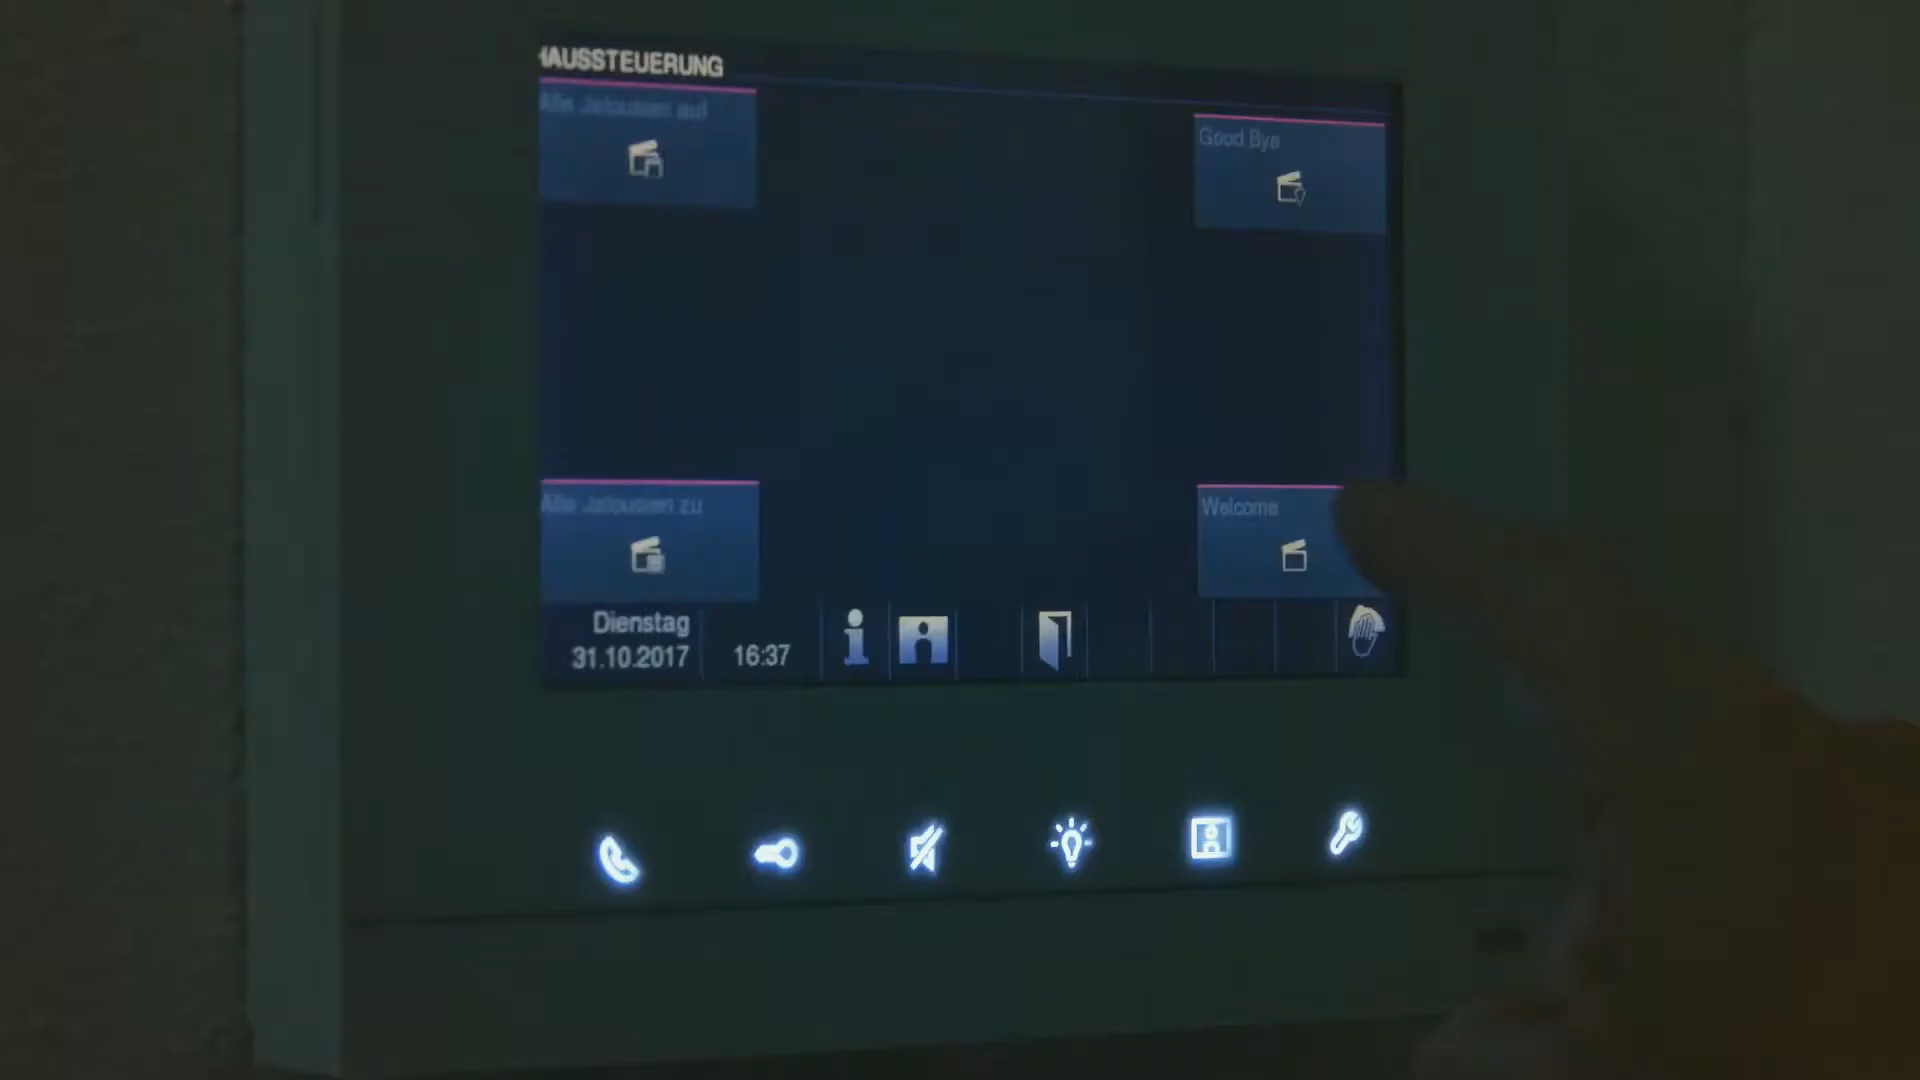 HAUSSTEUERUNG
Alle Jalousien auf
Good Bye
Alle Jalousien zu
Welcome
Dienstag
31.10.2017
16:37